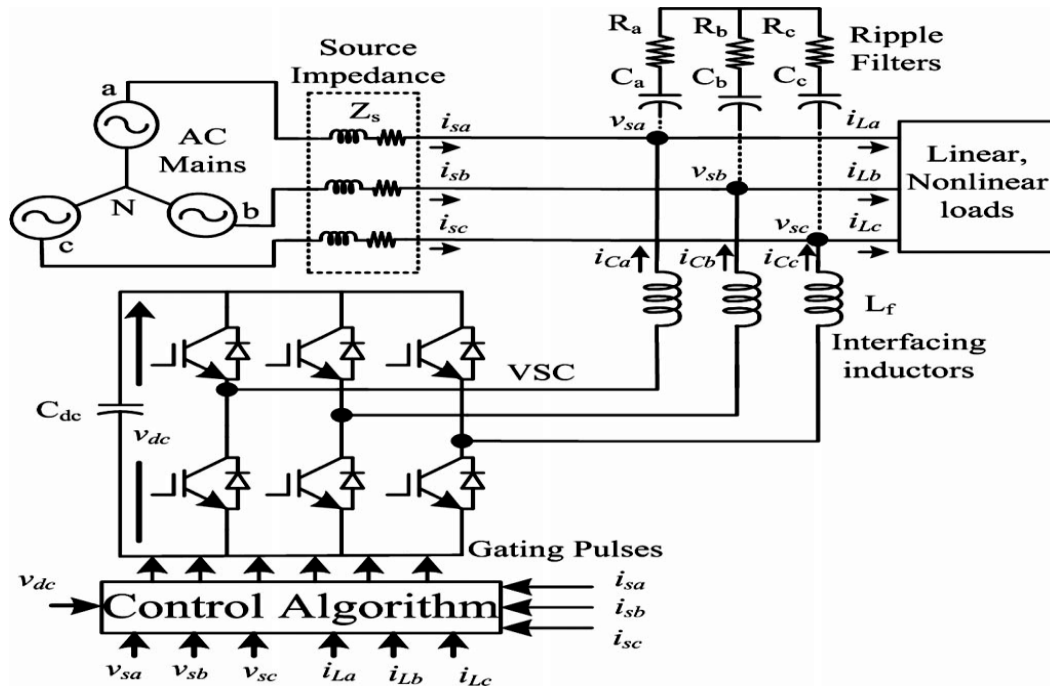 Source
Impedance
Zs
a
AC
Mains
N
b
c
isa
isb
isc
Ra
Rb
Rc
Ripple
Filters
Ca
Cb
Cc
vsa
vsb
vsc
iLa
iLb
iLc
Linear,
Nonlinear
loads
iCa
iCb
iCc
Lf
Interfacing
inductors
VSC
Cdc
vdc
Gating Pulses
vdc
Control Algorithm
isa
isb
isc
vsa
vsb
vsc
iLa
iLb
iLc